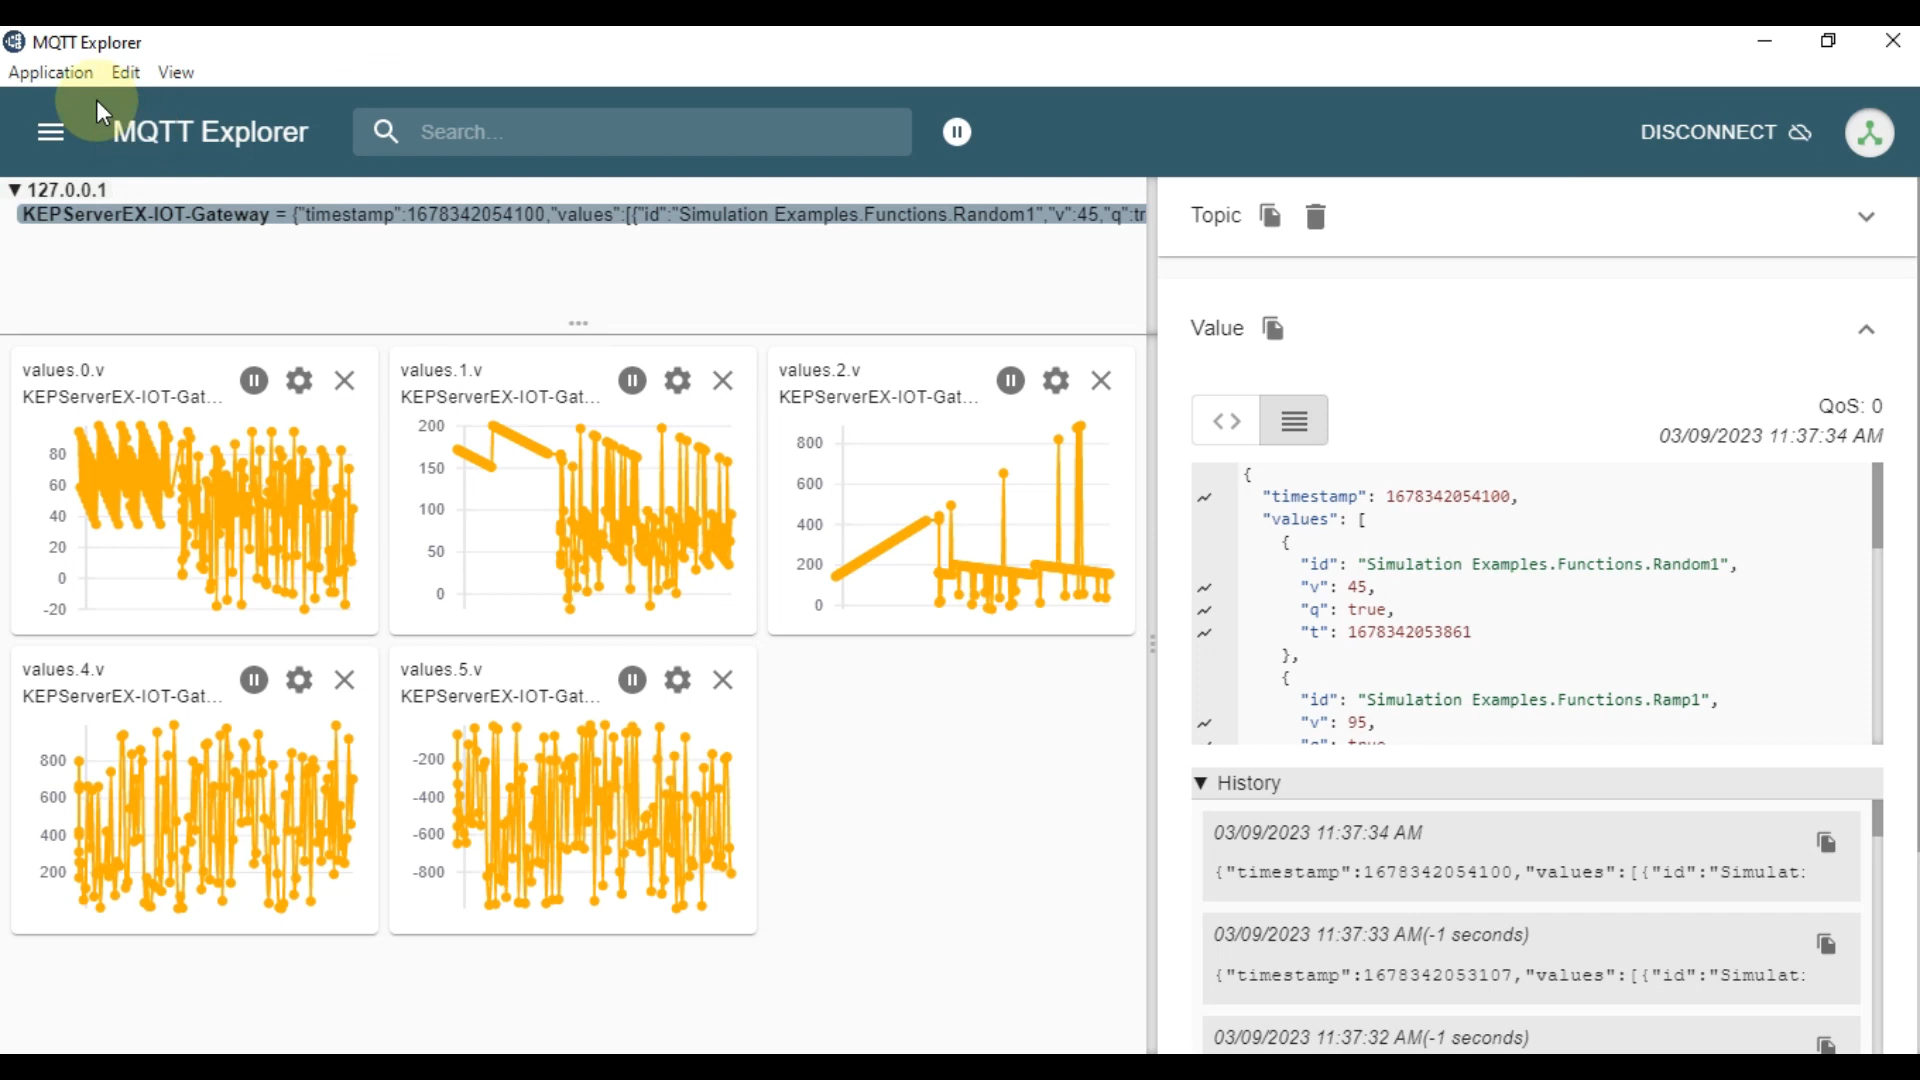 MQTT Explorer
Application Edit View
MQTT Explorer
Search...
DISCONNECT
▼ 127.0.0.1
KEPServerEX-IOT-Gateway = {"timestamp":1678342054100,"values":[{"id":"Simulation Examples.Functions.Random1","v":45,"q":tr
Topic
Value
QoS: 0
03/09/2023 11:37:34 AM
{
"timestamp": 1678342054100,
"values": [
{
"id": "Simulation Examples.Functions.Random1",
"v": 45,
"q": true,
"t": 1678342053861
},
{
"id": "Simulation Examples.Functions.Ramp1",
"v": 95,
"q": true
▼ History
03/09/2023 11:37:34 AM
{"timestamp":1678342054100,"values":[{"id":"Simulat:
03/09/2023 11:37:33 AM(-1 seconds)
{"timestamp":1678342053107,"values":[{"id":"Simulat:
03/09/2023 11:37:32 AM(-1 seconds)
values.0.v
KEPServerEX-IOT-Gat...
80
60
40
20
0
-20
values.1.v
KEPServerEX-IOT-Gat...
200
150
100
50
0
values.2.v
KEPServerEX-IOT-Gat...
800
600
400
200
0
values.4.v
KEPServerEX-IOT-Gat...
800
600
400
200
values.5.v
KEPServerEX-IOT-Gat...
-200
-400
-600
-800